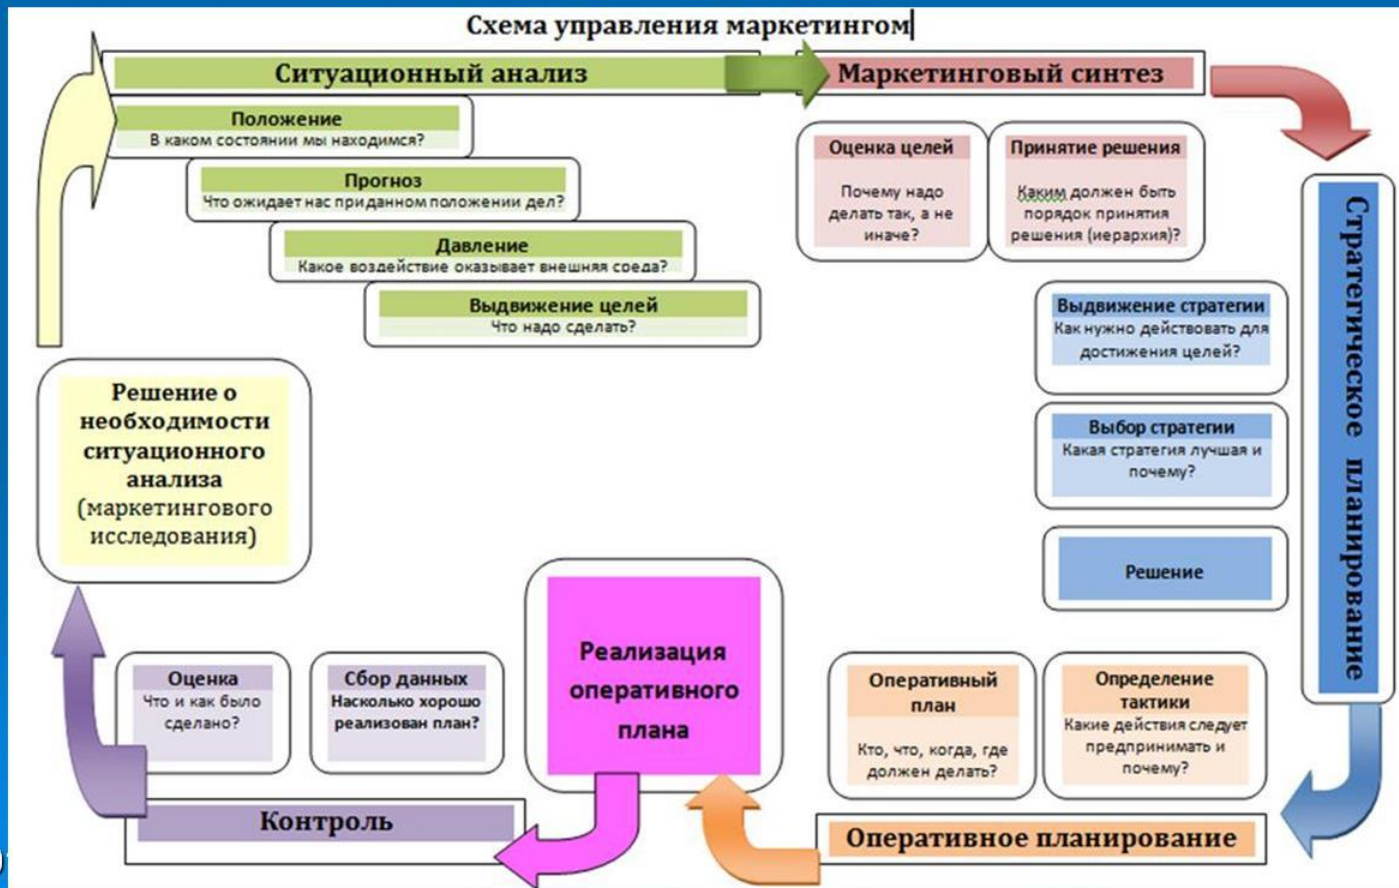 Схема управления маркетингом
Ситуационный анализ
Положение
В каком состоянии мы находимся?
Прогноз
Что ожидает нас приданном положении дел?
Давление
Какое воздействие оказывает внешняя среда?
Выдвижение целей
Что надо сделать?
Маркетинговый синтез
Оценка целей
Почему надо
делать так, а не
иначе?
Принятие решения
Каким должен быть
порядок принятия
решения (иерархия)?
Стратегическое планирование
Выдвижение стратегии
Как нужно действовать для
достижения целей?
Выбор стратегии
Какая стратегия лучшая и
почему?
Решение
Оперативное планирование
Определение
тактики
Какие действия следует
предпринимать и
почему?
Оперативный
план
Кто, что, когда, где
должен делать?
Реализация
оперативного
плана
Контроль
Сбор данных
Насколько хорошо
реализован план?
Оценка
Что и как было
сделано?
Решение о
необходимости
ситуационного
анализа
(маркетингового
исследования)